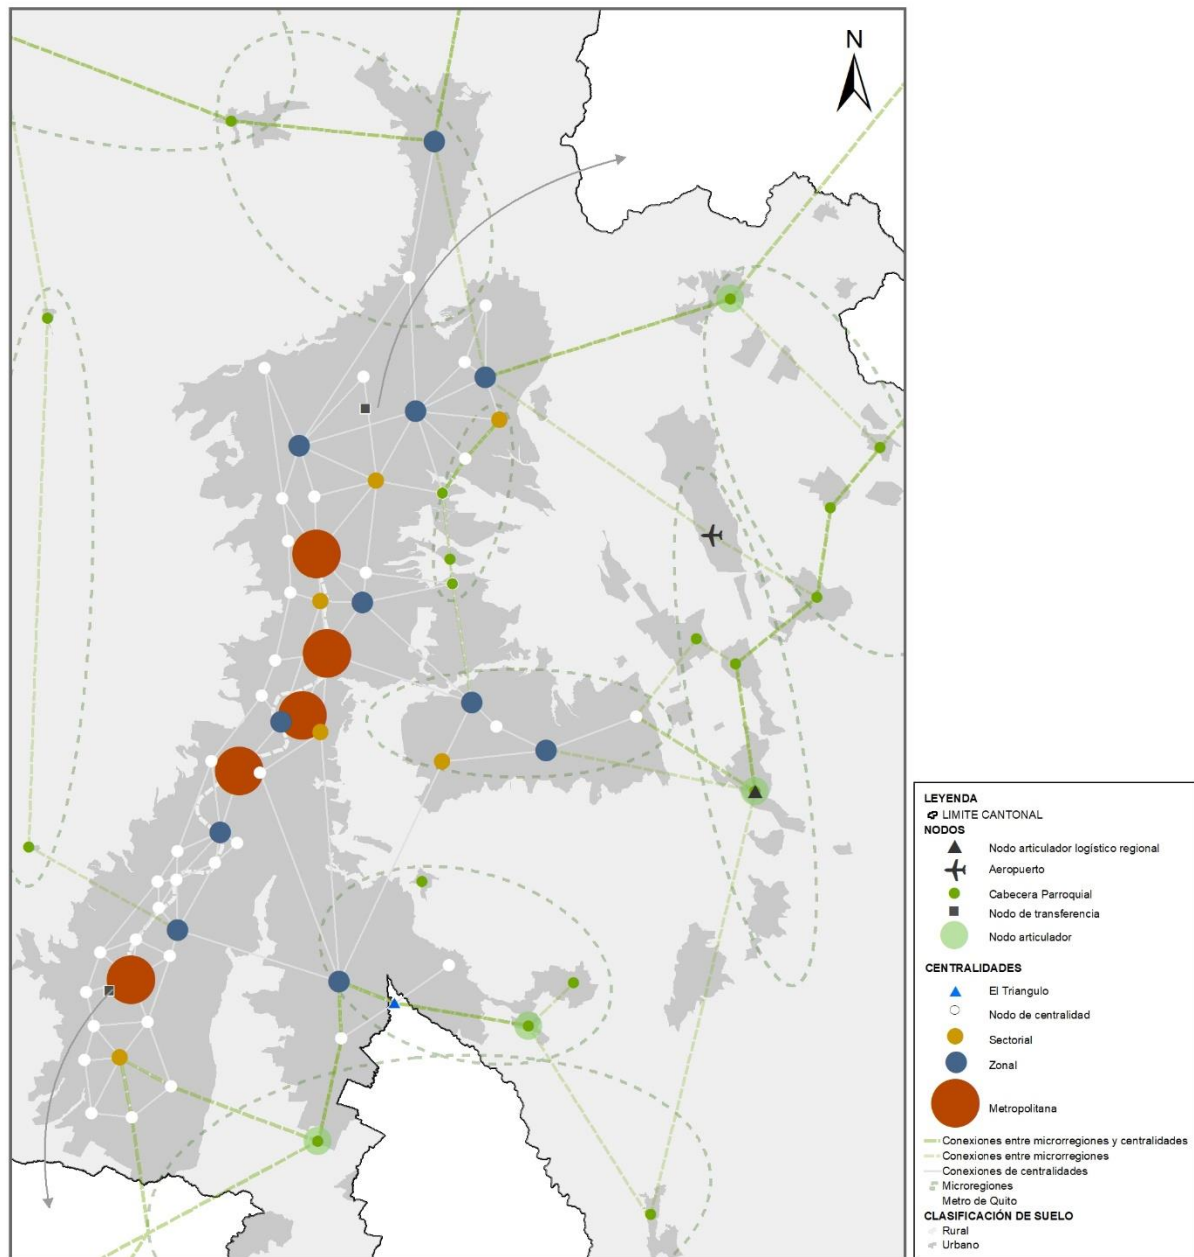 N
LEYENDA
LIMITE CANTONAL
NODOS
Nodo articulador logístico regional
Aeropuerto
Cabecera Parroquial
Nodo de transferencia
Nodo articulador
CENTRALIDADES
El Triangulo
Nodo de centralidad
Sectorial
Zonal
Metropolitana
Conexiones entre microrregiones y centralidades
Conexiones entre microrregiones
Conexiones de centralidades
Microregiones
Metro de Quito
CLASIFICACIÓN DE SUELO
Rural
Urbano